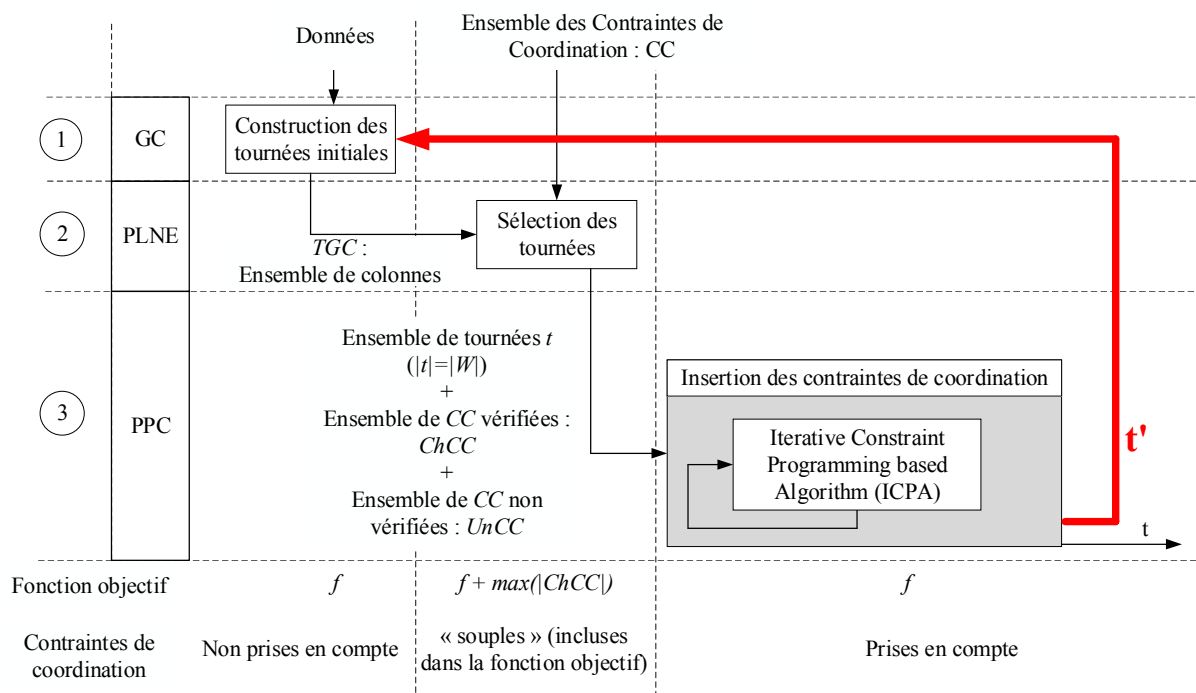 Données
Ensemble des Contraintes de
Coordination : CC
1
GC
Construction des
tournées initiales
2
PLNE
Sélection des
tournées
TGC :
Ensemble de colonnes
3
PPC
Ensemble de tournées t
(|t|=|W|)
+
Ensemble de CC vérifiées :
ChCC
+
Ensemble de CC non
vérifiées : UnCC
Insertion des contraintes de coordination
Iterative Constraint
Programming based
Algorithm (ICPA)
t'
t
Fonction objectif
f
f + max(|ChCC|)
f
Contraintes de
coordination
Non prises en compte
« souples » (incluses
dans la fonction objectif)
Prises en compte